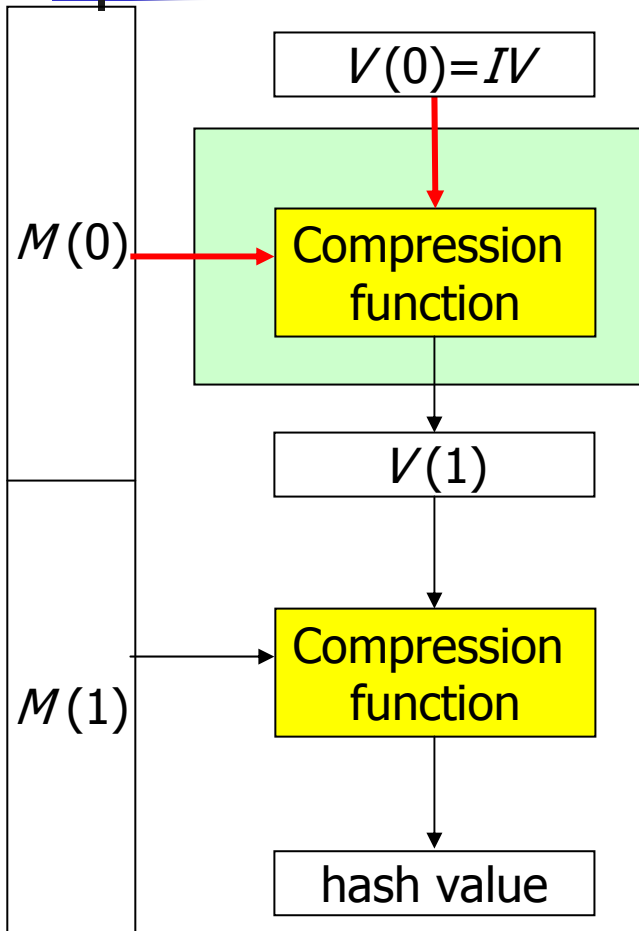 V(0)=IV
M(0)
Compression
function
V(1)
Compression
function
M(1)
hash value